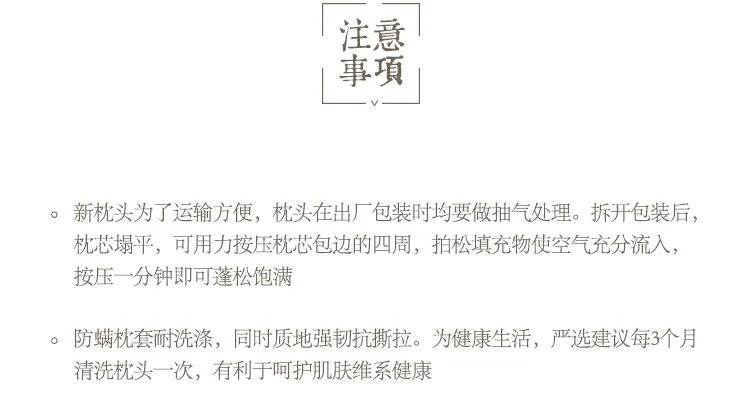 注意
事項
新枕头为了运输方便，枕头在出厂包装时均要做抽气处理。拆开包装后，
枕芯塌平，可用力按压枕芯包边的四周，拍松填充物使空气充分流入，
按压一分钟即可蓬松饱满
防螨枕套耐洗涤，同时质地强韧抗撕拉。为健康生活，严选建议每3个月
清洗枕头一次，有利于呵护肌肤维系健康